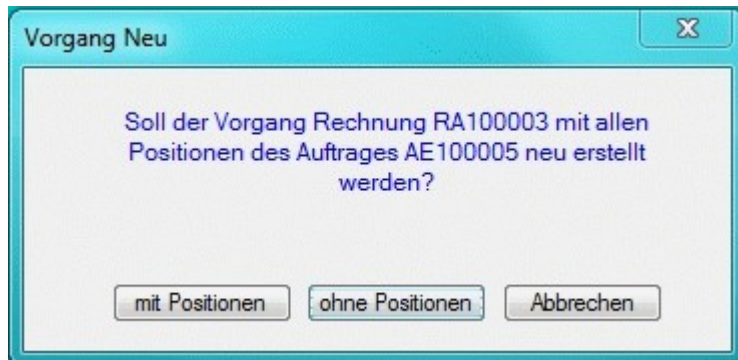 Vorgang Neu
Soll der Vorgang Rechnung RA100003 mit allen
Positionen des Auftrages AE100005 neu erstellt
werden?
mit Positionen ohne Positionen Abbrechen